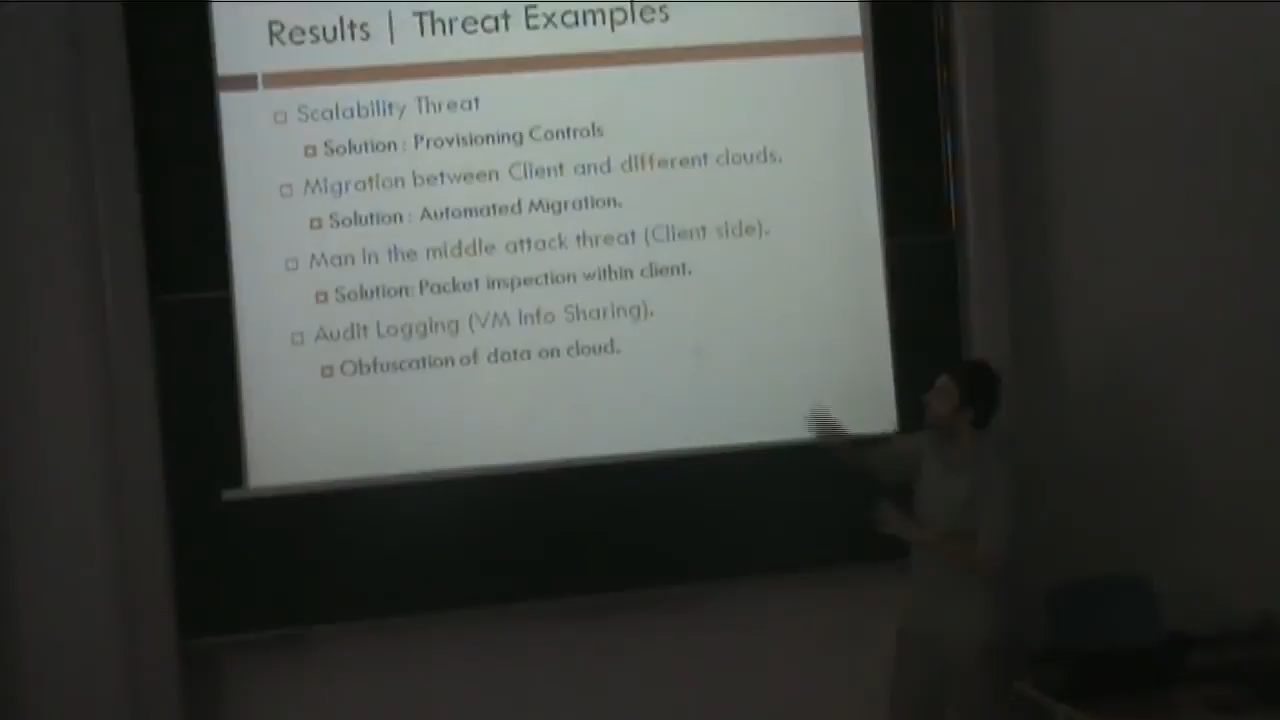 Results | Threat Examples
Scalability Threat
Solution : Provisioning Controls
Migration between Client and different clouds.
Solution : Automated Migration.
Man in the middle attack threat (Client side).
Solution: Packet inspection within client.
Audit Logging (VM Info Sharing).
Obfuscation of data on cloud.